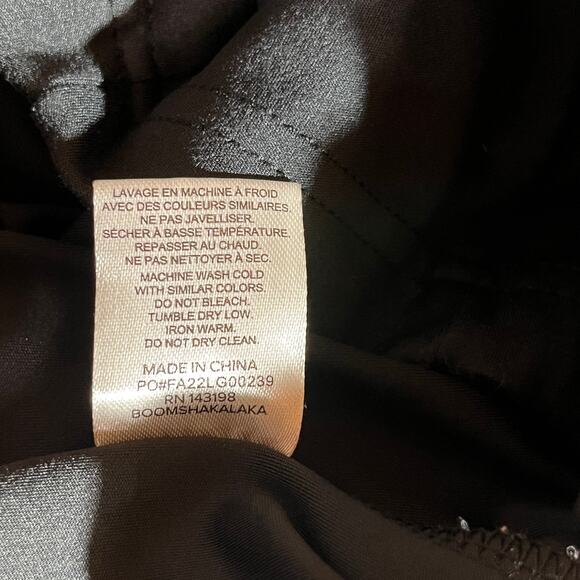 LAVAGE EN MACHINE À FROID
AVEC DES COULEURS SIMILAIRES.
NE PAS JAVELLISER.
SÉCHER À BASSE TEMPÉRATURE.
REPASSER AU CHAUD.
NE PAS NETTOYER À SEC.
MACHINE WASH COLD
WITH SIMILAR COLORS.
DO NOT BLEACH.
TUMBLE DRY LOW.
IRON WARM.
DO NOT DRY CLEAN.
MADE IN CHINA
PO#FA22LG00239
RN 143198
BOOMSHAKALAKA